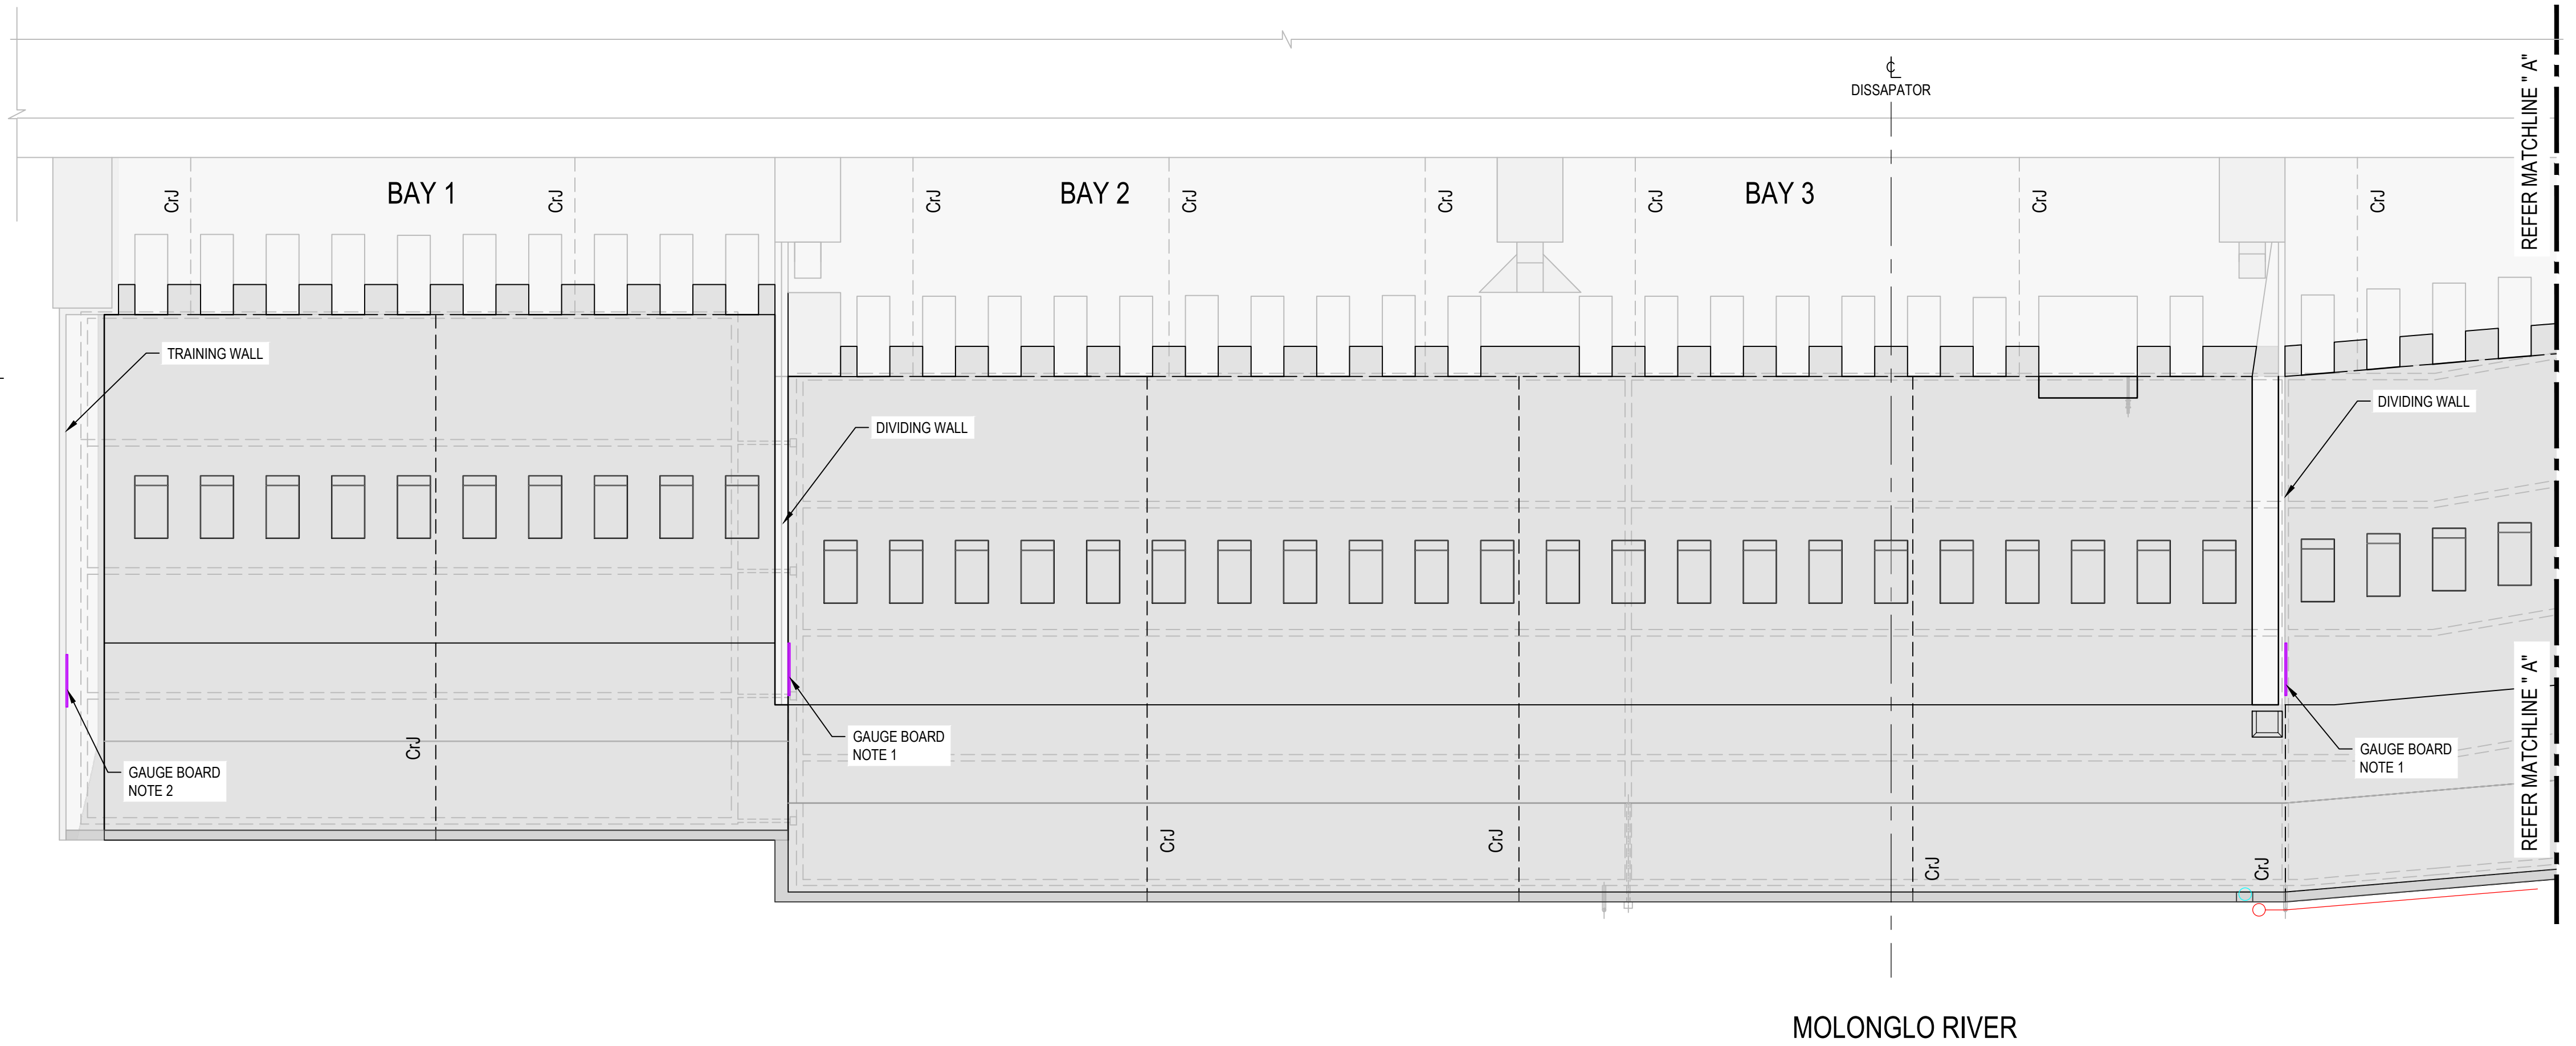 ℄
DISSAPATOR
REFER MATCHLINE " A"
BAY 1
BAY 2
BAY 3
CrJ
CrJ
CrJ
CrJ
CrJ
CrJ
CrJ
CrJ
TRAINING WALL
DIVIDING WALL
DIVIDING WALL
GAUGE BOARD
NOTE 2
CrJ
GAUGE BOARD
NOTE 1
GAUGE BOARD
NOTE 1
REFER MATCHLINE " A"
CrJ
CrJ
CrJ
CrJ
MOLONGLO RIVER